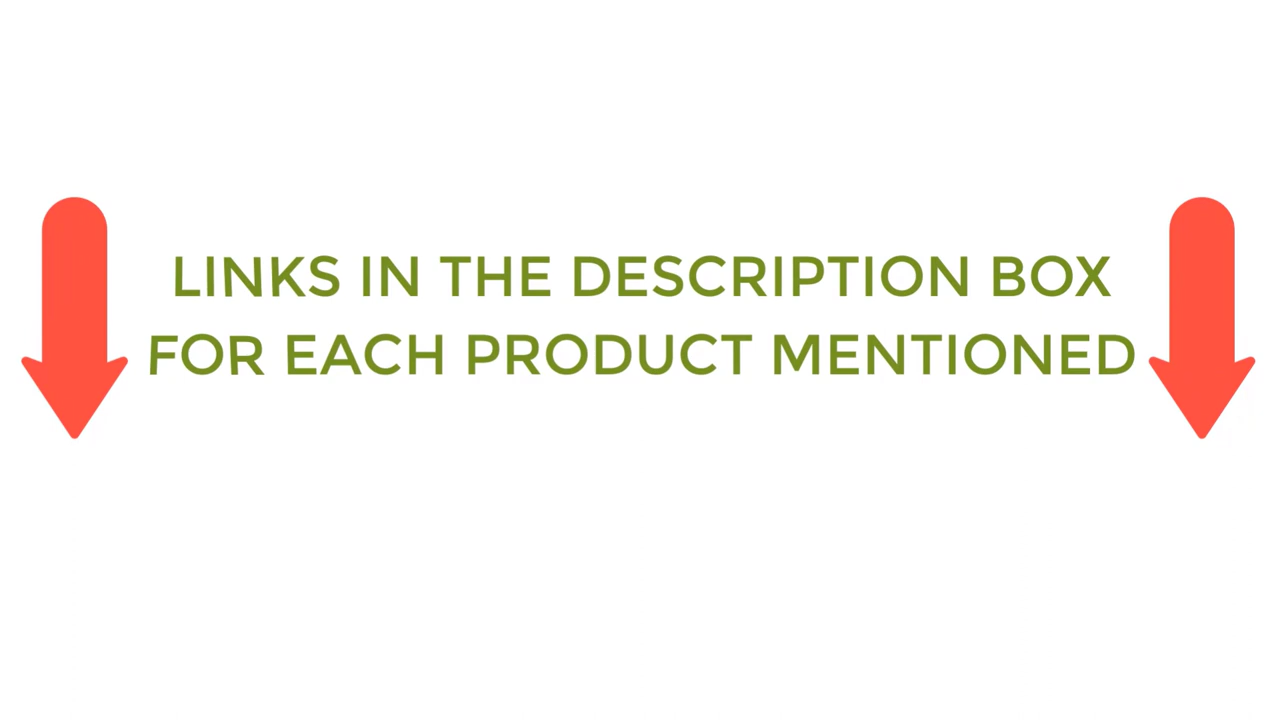 LINKS IN THE DESCRIPTION BOX
FOR EACH PRODUCT MENTIONED